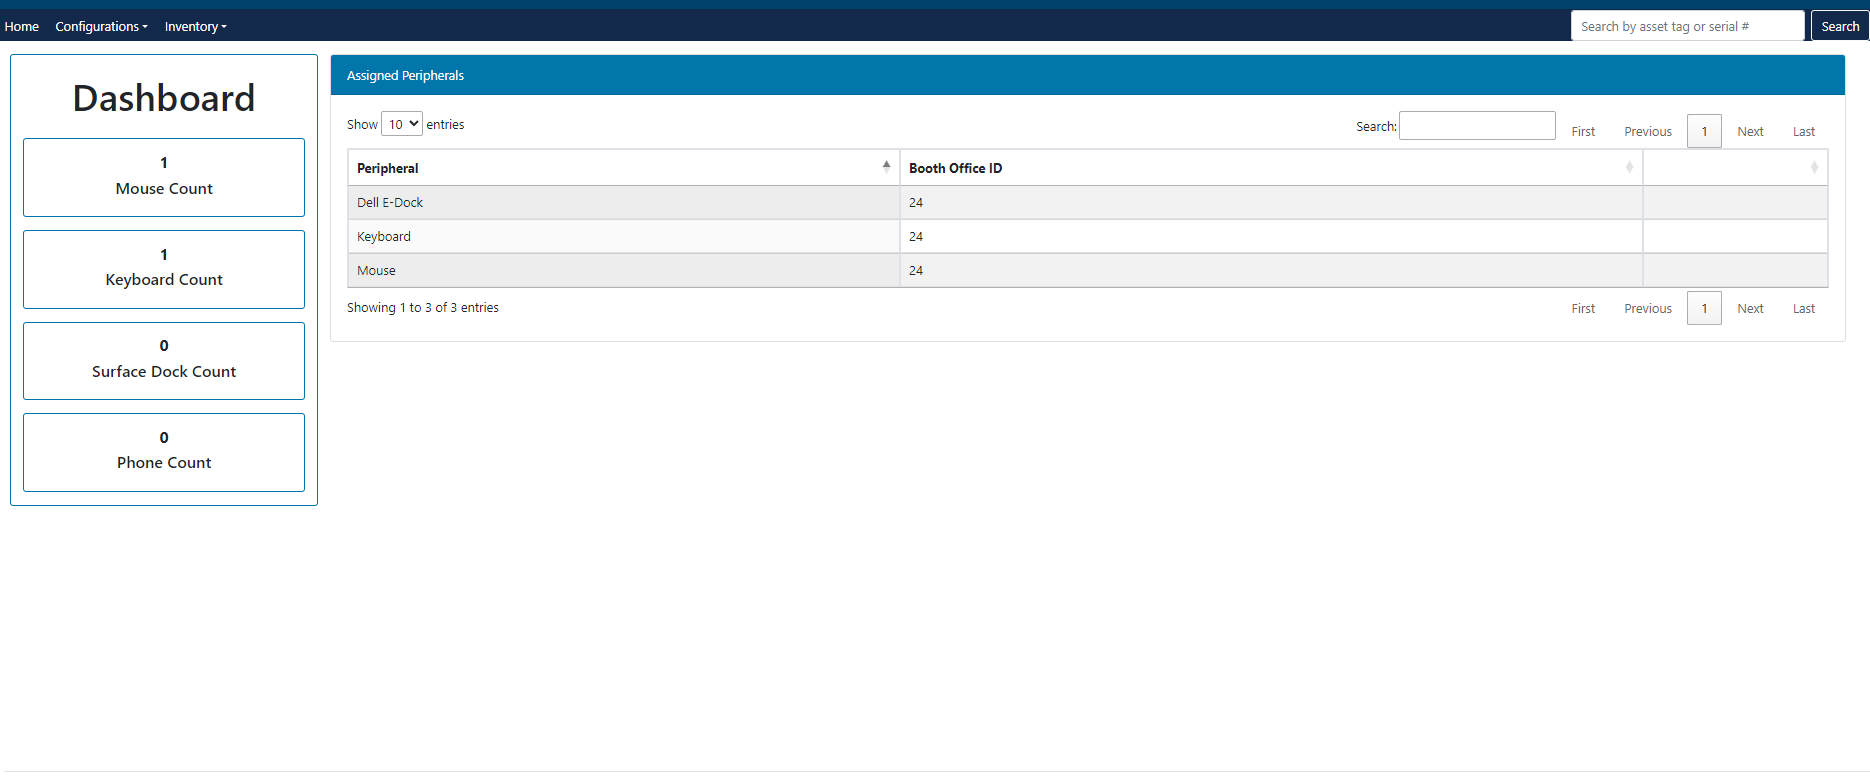 Home Configurations Inventory Search by asset tag or serial # Search
Dashboard
1
Mouse Count
1
Keyboard Count
0
Surface Dock Count
0
Phone Count
Assigned Peripherals
Show 10 entries Search: First Previous 1 Next Last
Peripheral Booth Office ID
Dell E-Dock 24
Keyboard 24
Mouse 24
Showing 1 to 3 of 3 entries First Previous 1 Next Last